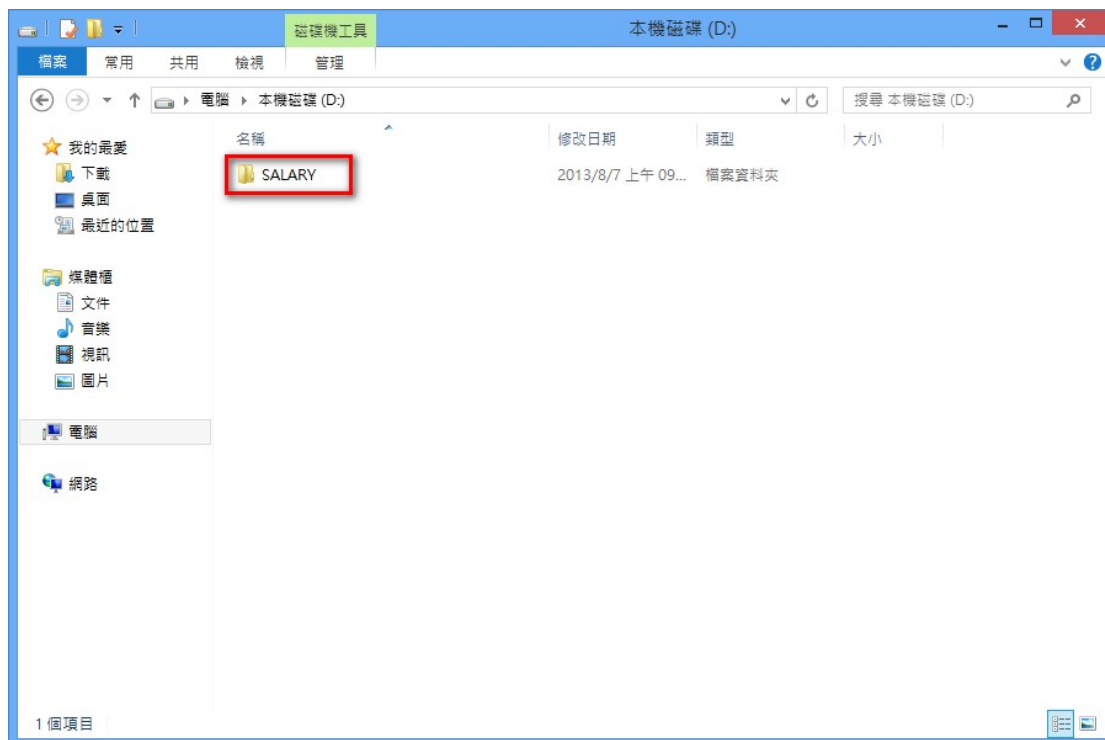 磁碟機工具
本機磁碟 (D:)
檔案 常用 共用 檢視 管理
電腦 本機磁碟 (D:) 搜尋 本機磁碟 (D:)
名稱 修改日期 類型 大小
SALARY 2013/8/7 上午 09... 檔案資料夾
我的最愛
下載
桌面
最近的位置
媒體櫃
文件
音樂
視訊
圖片
電腦
網路
1 個項目